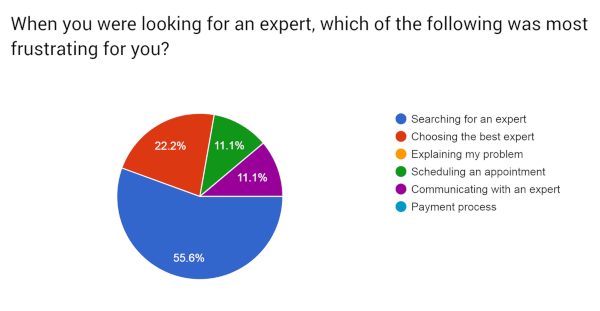 When you were looking for an expert, which of the following was most
frustrating for you?
Searching for an expert
Choosing the best expert
Explaining my problem
Scheduling an appointment
Communicating with an expert
Payment process
22.2%
11.1%
11.1%
55.6%